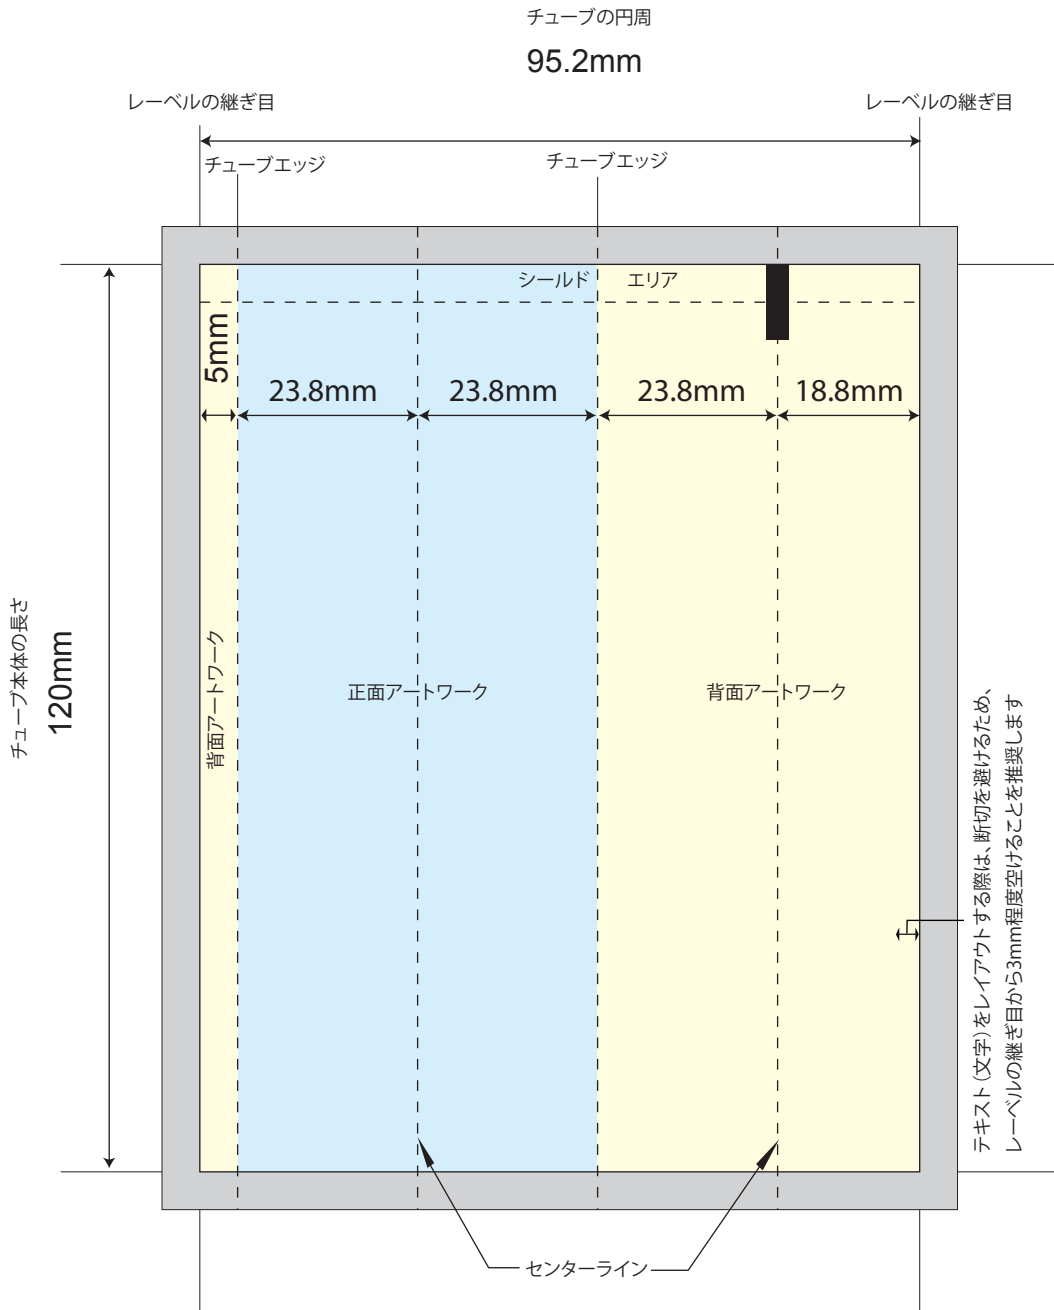 チューブの円周
95.2mm
レーベルの継ぎ目
レーベルの継ぎ目
チューブエッジ
チューブエッジ
シールド
エリア
5mm
23.8mm
23.8mm
23.8mm
18.8mm
チューブ本体の長さ
120mm
背面アートワーク
正面アートワーク
背面アートワーク
テキスト(文字)をレイアウトする際は、断切を避けるため、
レーベルの継ぎ目から3mm程度空けることを推奨します
センターライン